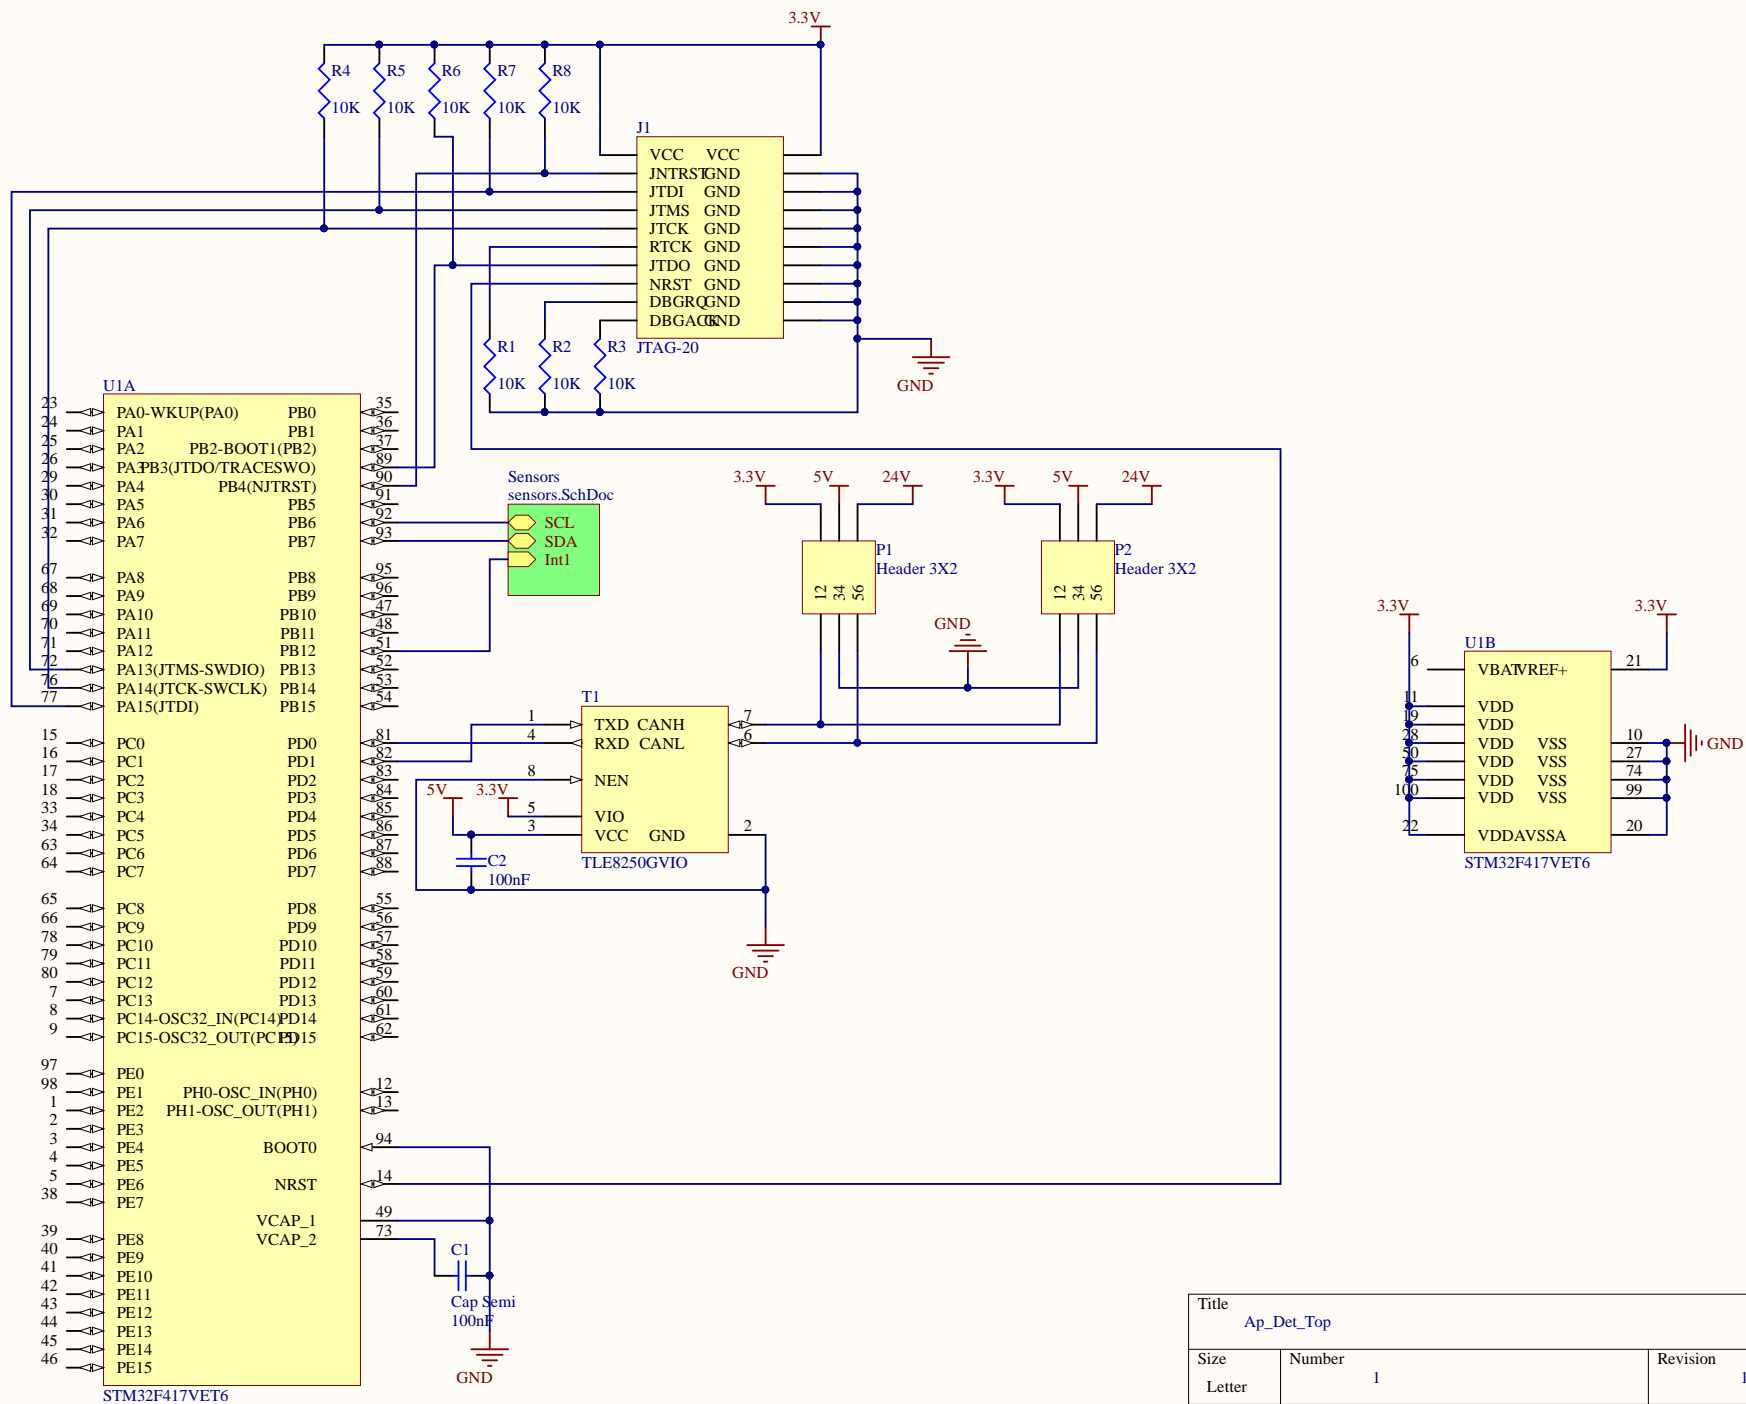 3.3V
R4 R5 R6 R7 R8
10K 10K 10K 10K 10K
J1
VCC VCC
JNTRST GND
JTDI GND
JTMS GND
JTCK GND
RTCK GND
JTDO GND
NRST GND
DBGRQ GND
DBGACK GND
JTAG-20
R1 R2 R3
10K 10K 10K
GND
U1A
23 PA0-WKUP(PA0) PB0 35
24 PA1 PB1 36
25 PA2 PB2-BOOT1(PB2) 37
26 PA3 PB3(JTDO/TRACESWO) 89
29 PA4 PB4(NJTRST) 90
30 PA5 PB5 91
31 PA6 PB6 92
32 PA7 PB7 93
67 PA8 PB8 95
68 PA9 PB9 96
69 PA10 PB10 47
70 PA11 PB11 48
71 PA12 PB12 51
72 PA13(JTMS-SWDIO) PB13 52
76 PA14(JTCK-SWCLK) PB14 53
77 PA15(JTDI) PB15 54
15 PC0 PD0 81
16 PC1 PD1 82
17 PC2 PD2 83
18 PC3 PD3 84
33 PC4 PD4 85
34 PC5 PD5 86
63 PC6 PD6 87
64 PC7 PD7 88
65 PC8 PD8 55
66 PC9 PD9 56
78 PC10 PD10 57
79 PC11 PD11 58
80 PC12 PD12 59
7 PC13 PD13 60
8 PC14-OSC32_IN(PC14) PD14 61
9 PC15-OSC32_OUT(PC15) PD15 62
97 PE0
98 PE1 PH0-OSC_IN(PH0) 12
1 PE2 PH1-OSC_OUT(PH1) 13
2 PE3
3 PE4 BOOT0 94
4 PE5
5 PE6 NRST 14
38 PE7
VCAP_1 49
39 PE8 VCAP_2 73
40 PE9
41 PE10
42 PE11
43 PE12
44 PE13
45 PE14
46 PE15
STM32F417VET6
C1
Cap Semi
100nF
GND
Sensors
sensors.SchDoc
SCL
SDA
Int1
3.3V 5V 24V
P1
Header 3X2
12 34 56
3.3V 5V 24V
P2
Header 3X2
12 34 56
GND
T1
1 TXD CANH 7
4 RXD CANL 6
8 NEN
5V 3.3V
5 VIO
3 VCC GND 2
TLE8250GVIO
C2
100nF
GND
3.3V 3.3V
U1B
6 VBAT VREF+ 21
11 VDD
19 VDD
28 VDD VSS 10 GND
50 VDD VSS 27
75 VDD VSS 74
100 VDD VSS 99
22 VDDA VSSA 20
STM32F417VET6
Title
Ap_Det_Top
Size Number Revision
Letter 1 1